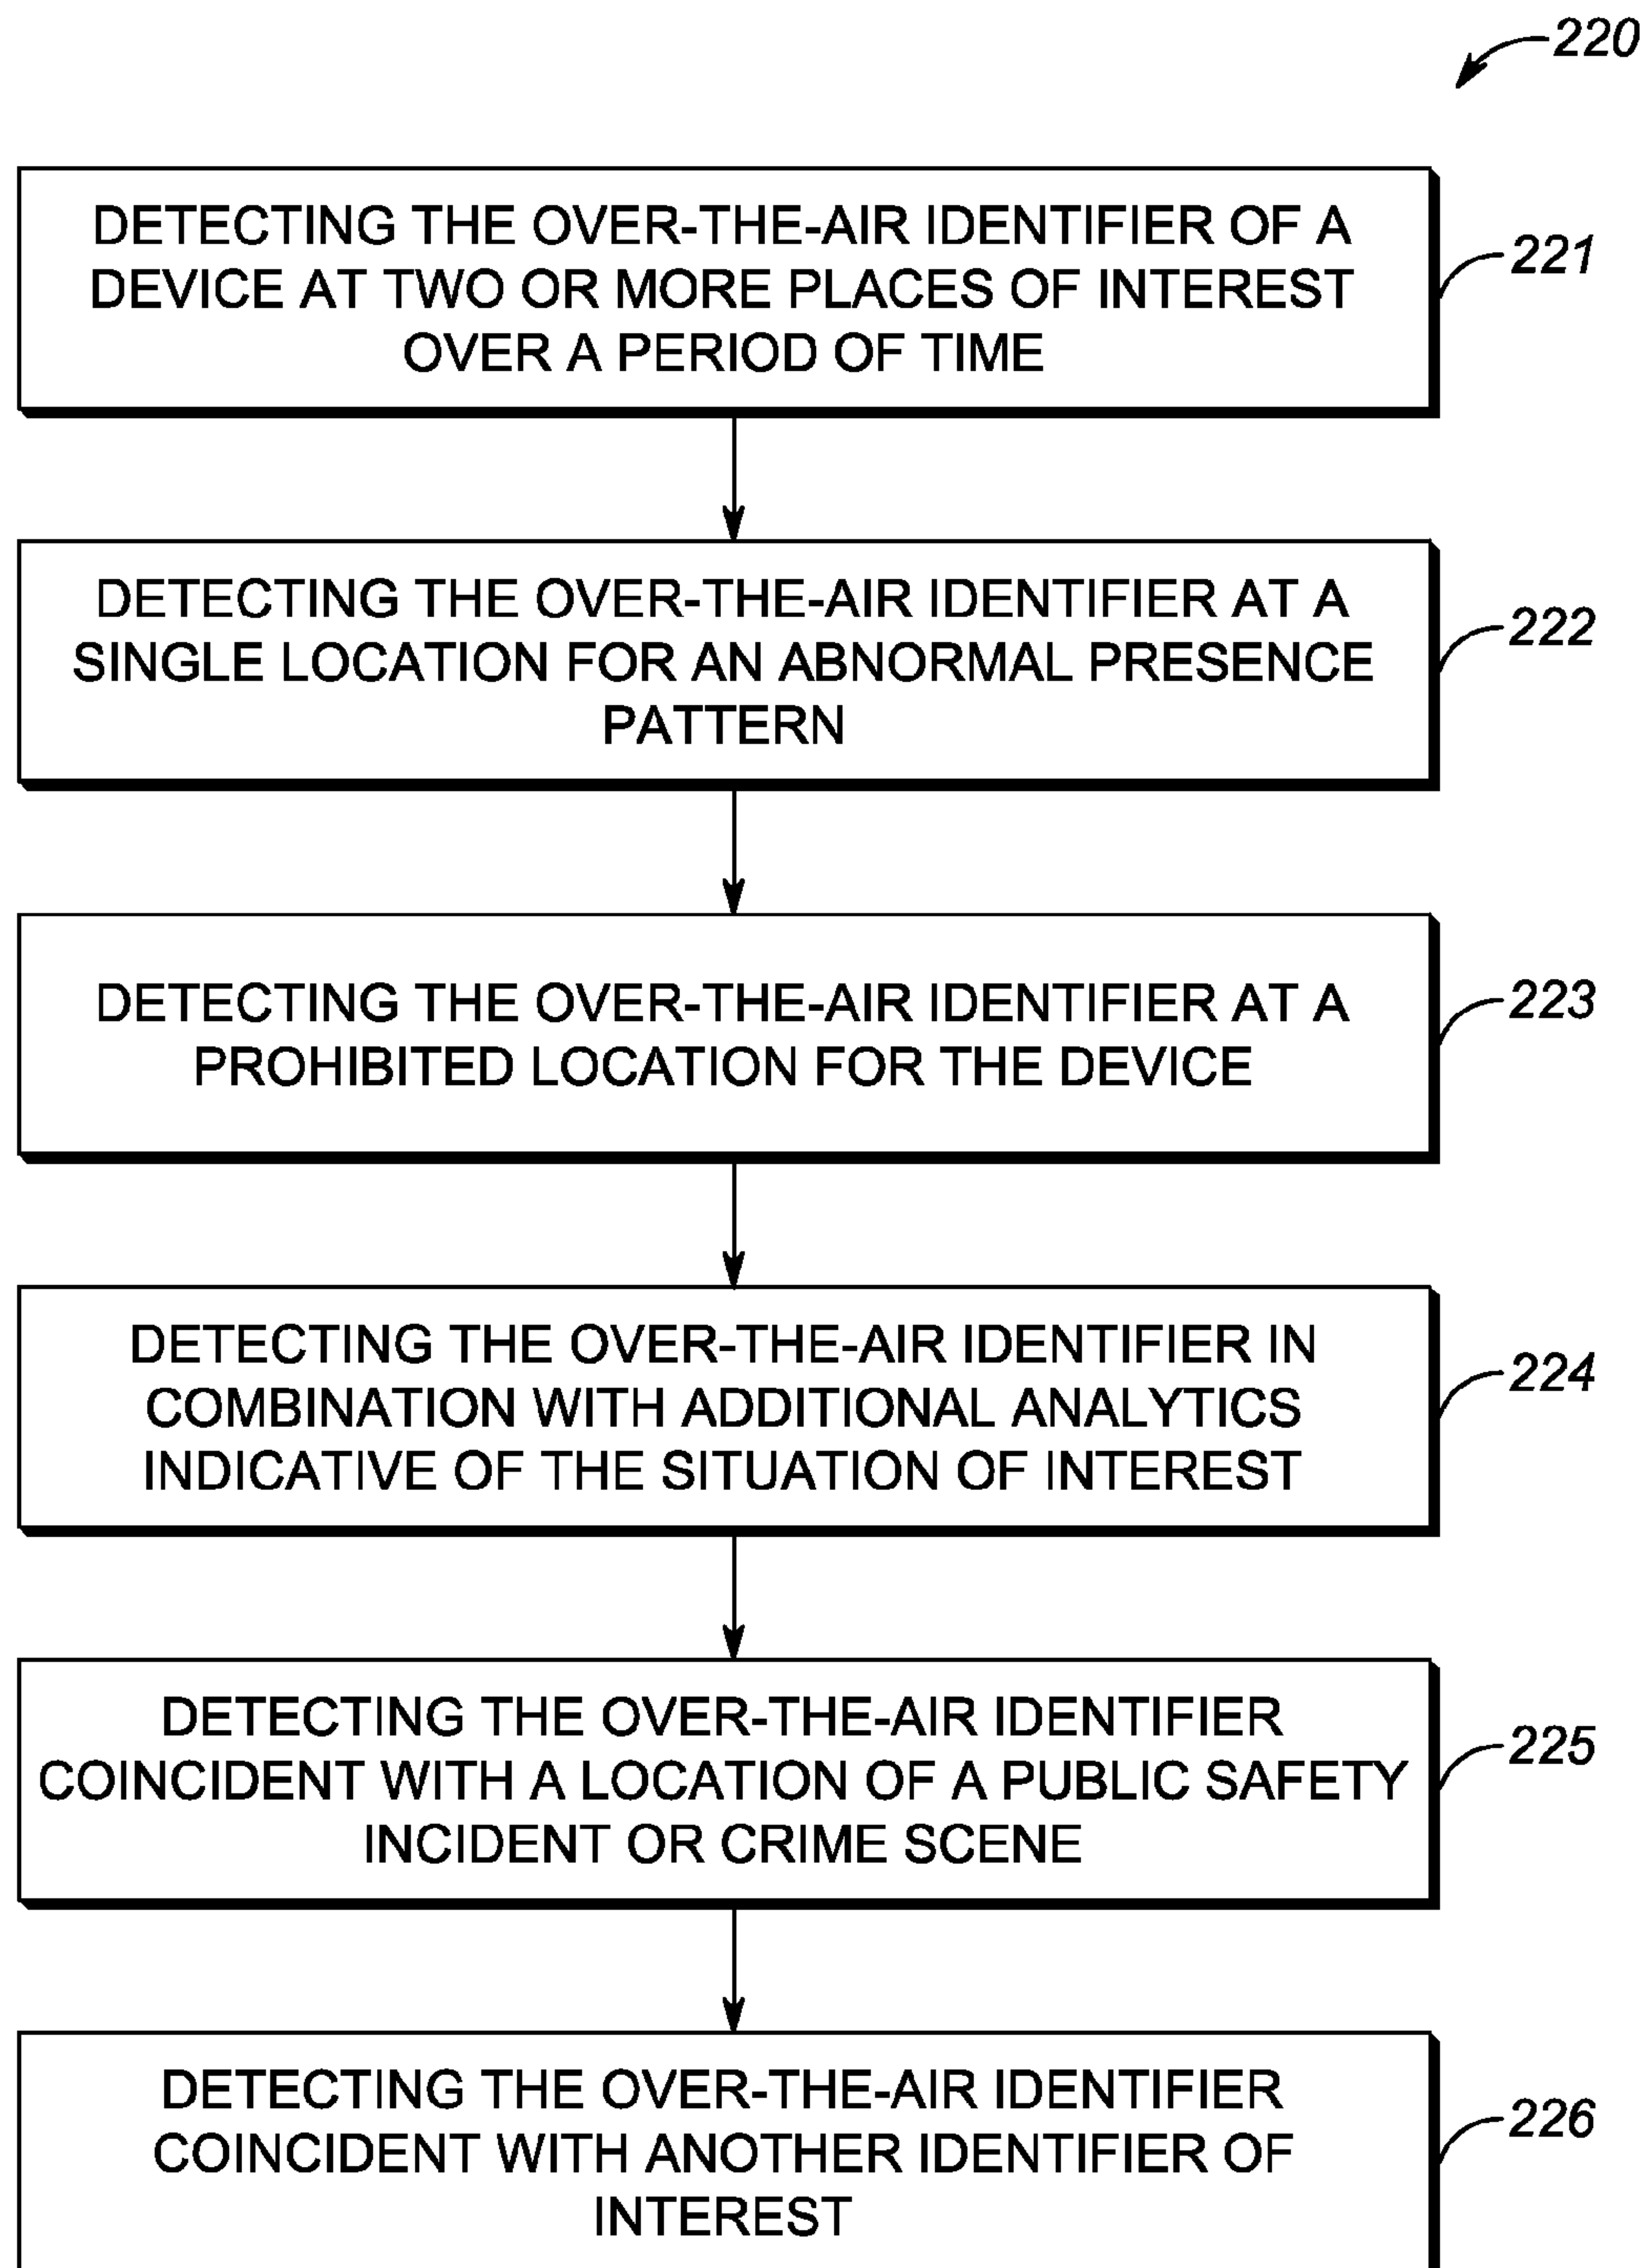 220
DETECTING THE OVER-THE-AIR IDENTIFIER OF A
DEVICE AT TWO OR MORE PLACES OF INTEREST
OVER A PERIOD OF TIME
221
DETECTING THE OVER-THE-AIR IDENTIFIER AT A
SINGLE LOCATION FOR AN ABNORMAL PRESENCE
PATTERN
222
DETECTING THE OVER-THE-AIR IDENTIFIER AT A
PROHIBITED LOCATION FOR THE DEVICE
223
DETECTING THE OVER-THE-AIR IDENTIFIER IN
COMBINATION WITH ADDITIONAL ANALYTICS
INDICATIVE OF THE SITUATION OF INTEREST
224
DETECTING THE OVER-THE-AIR IDENTIFIER
COINCIDENT WITH A LOCATION OF A PUBLIC SAFETY
INCIDENT OR CRIME SCENE
225
DETECTING THE OVER-THE-AIR IDENTIFIER
COINCIDENT WITH ANOTHER IDENTIFIER OF
INTEREST
226